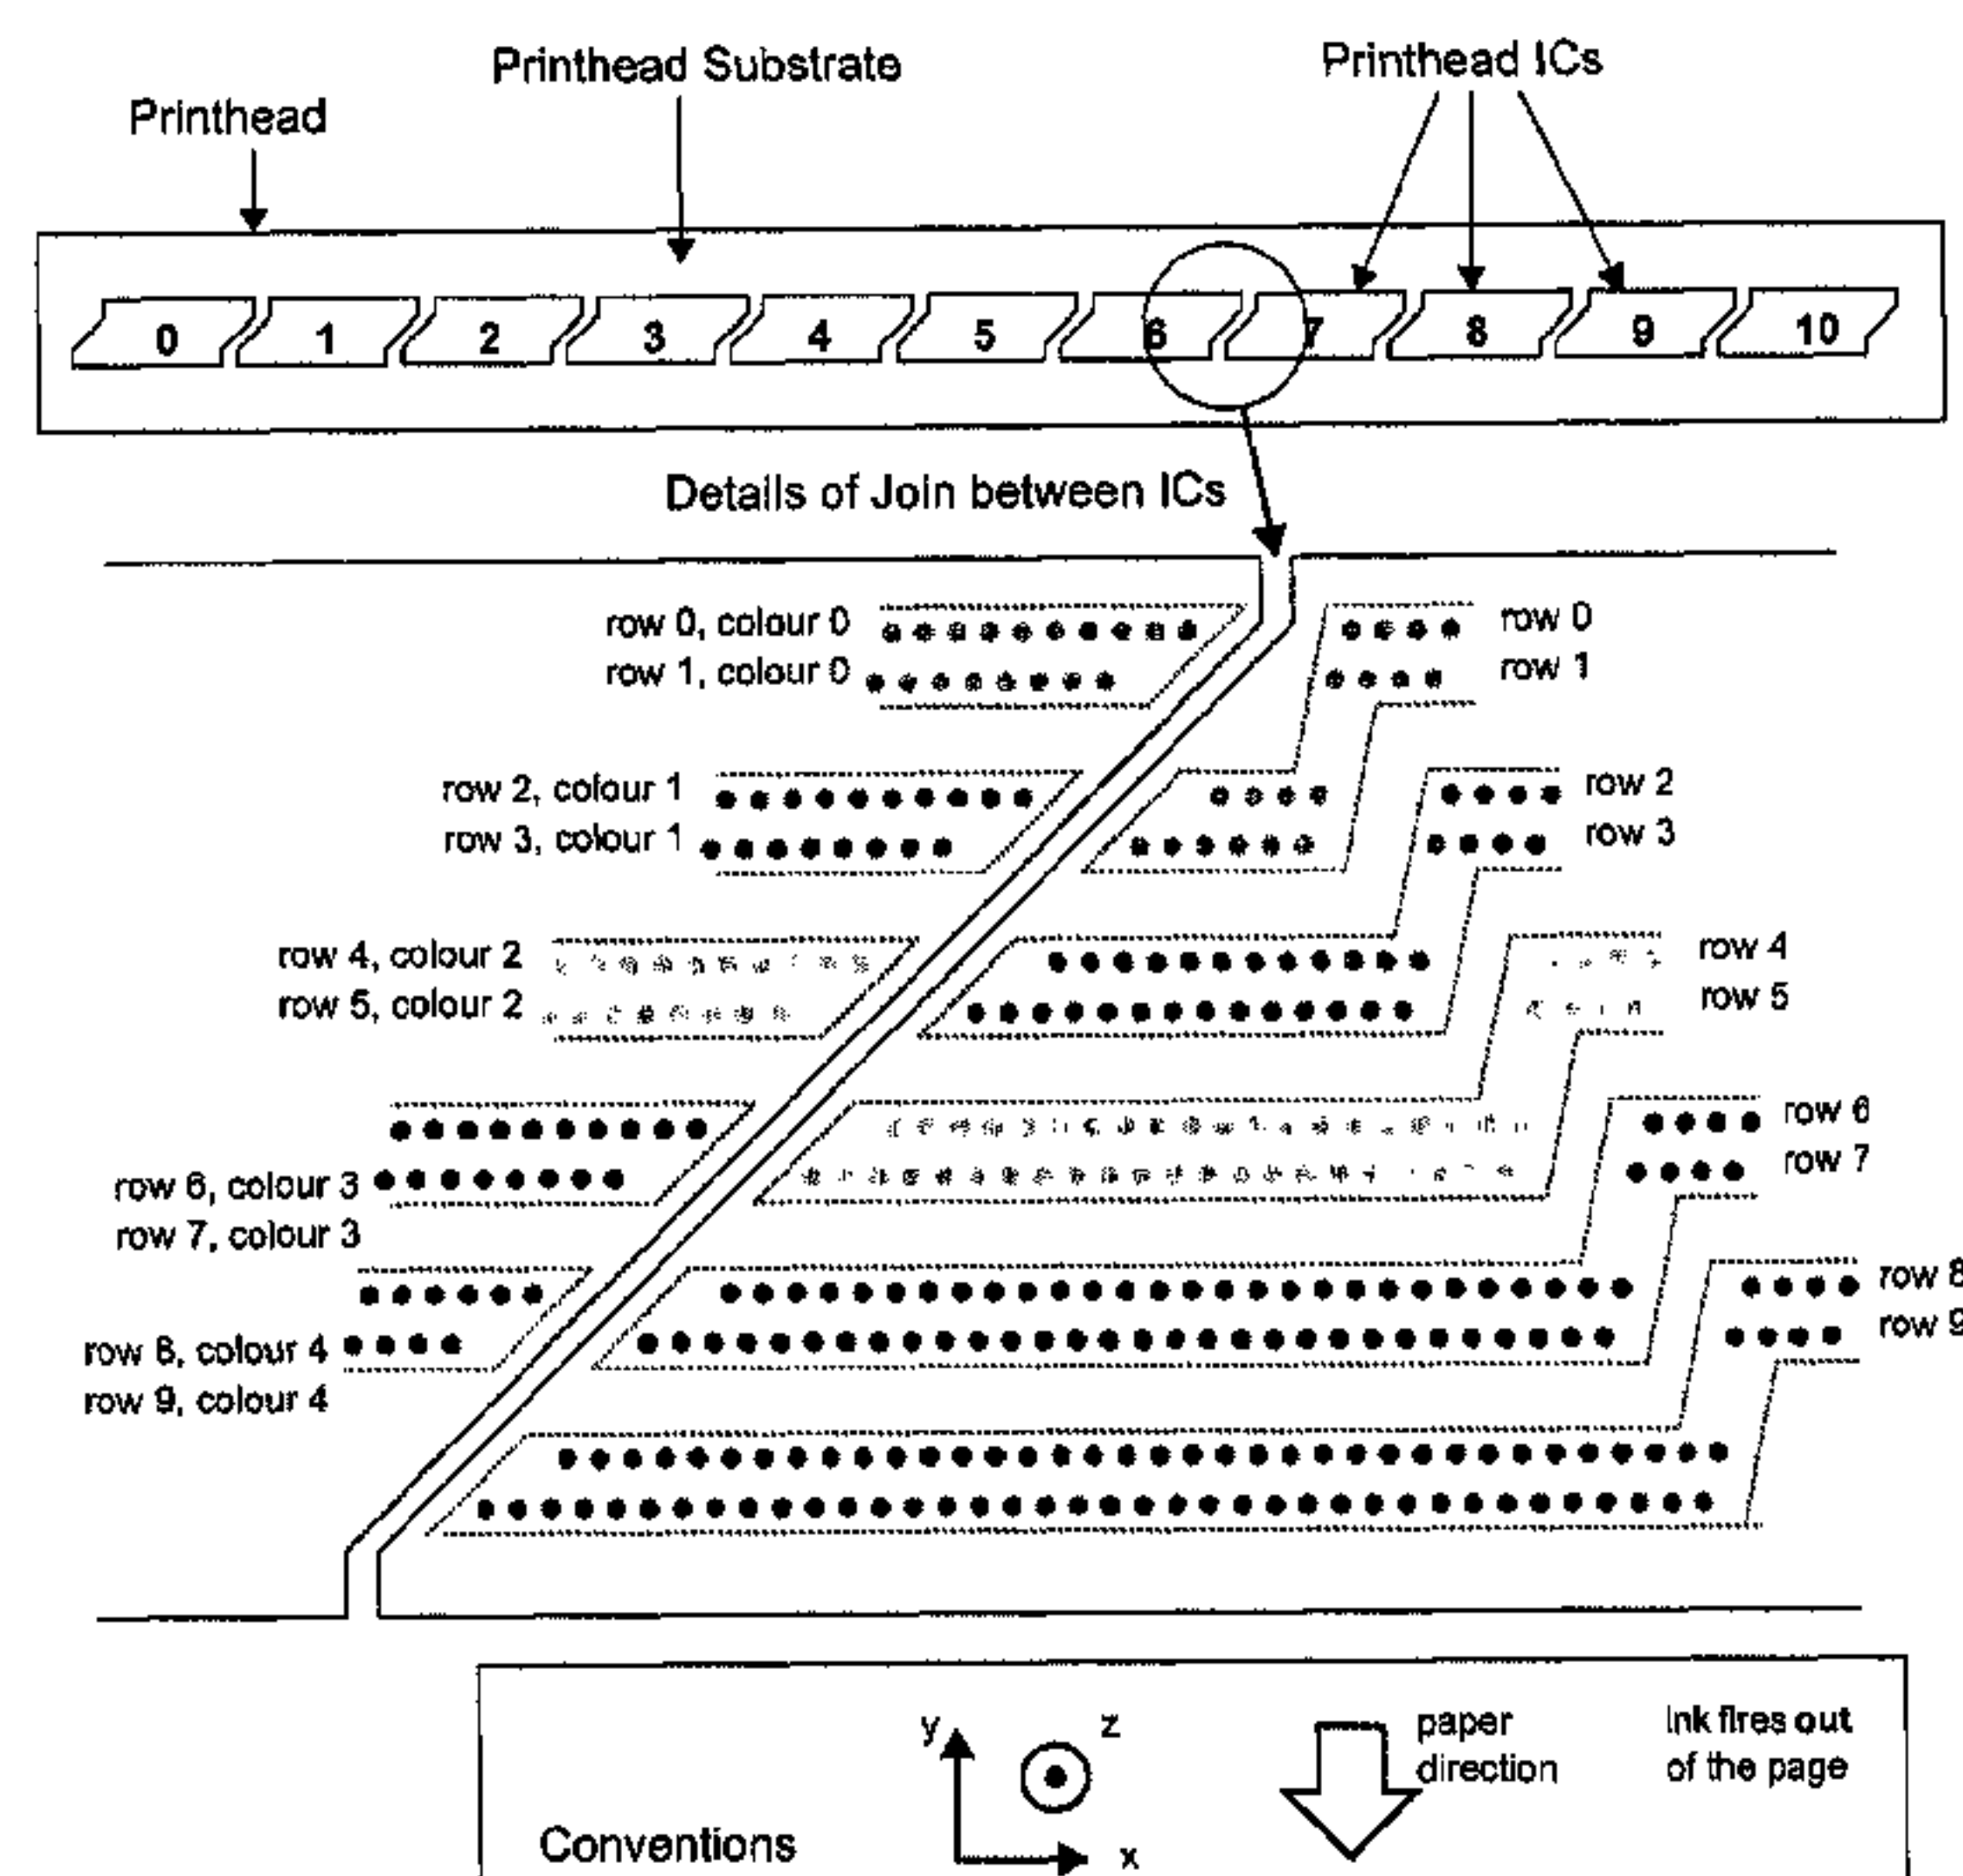 Printhead Substrate
Printhead ICs
Printhead
0 1 2 3 4 5 6 7 8 9 10
Details of Join between ICs
row 0, colour 0
row 1, colour 0
row 0
row 1
row 2, colour 1
row 3, colour 1
row 2
row 3
row 4, colour 2
row 5, colour 2
row 4
row 5
row 6, colour 3
row 7, colour 3
row 6
row 7
row 8, colour 4
row 9, colour 4
row 8
row 9
y
z
x
paper
direction
Ink fires out
of the page
Conventions